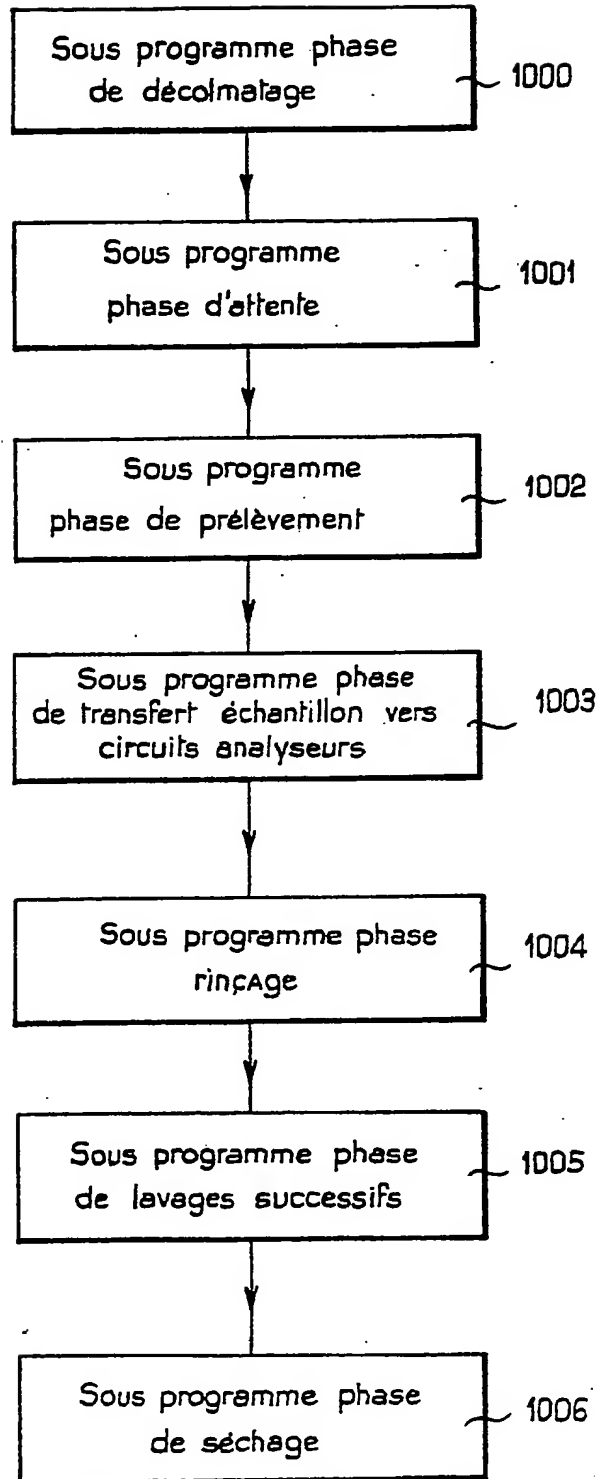 Sous programme phase
de décolmatage
1000
Sous programme
phase d'attente
1001
Sous programme
phase de prélèvement
1002
Sous programme phase
de transfert échantillon vers
circuits analyseurs
1003
Sous programme phase
rinçAge
1004
Sous programme phase
de lavages successifs
1005
Sous programme phase
de séchage
1006